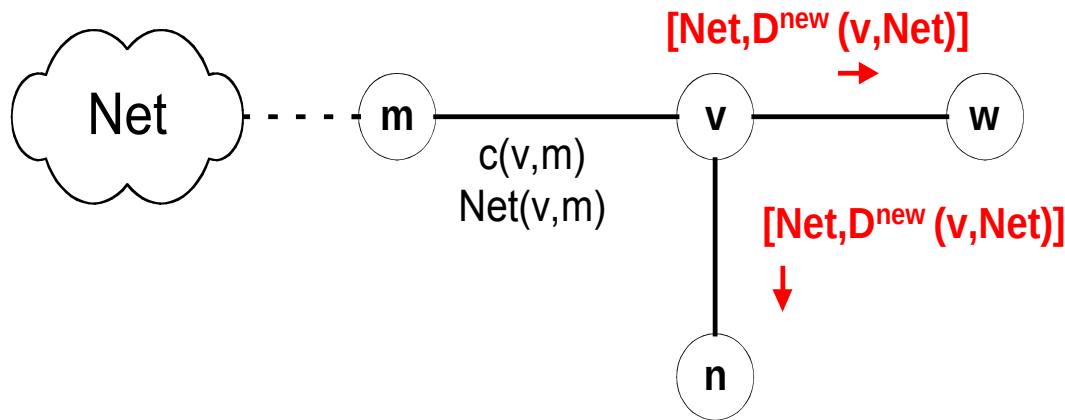 [Net,Dnew (v,Net)]
Net
m
v
w
c(v,m)
Net(v,m)
[Net,Dnew (v,Net)]
n